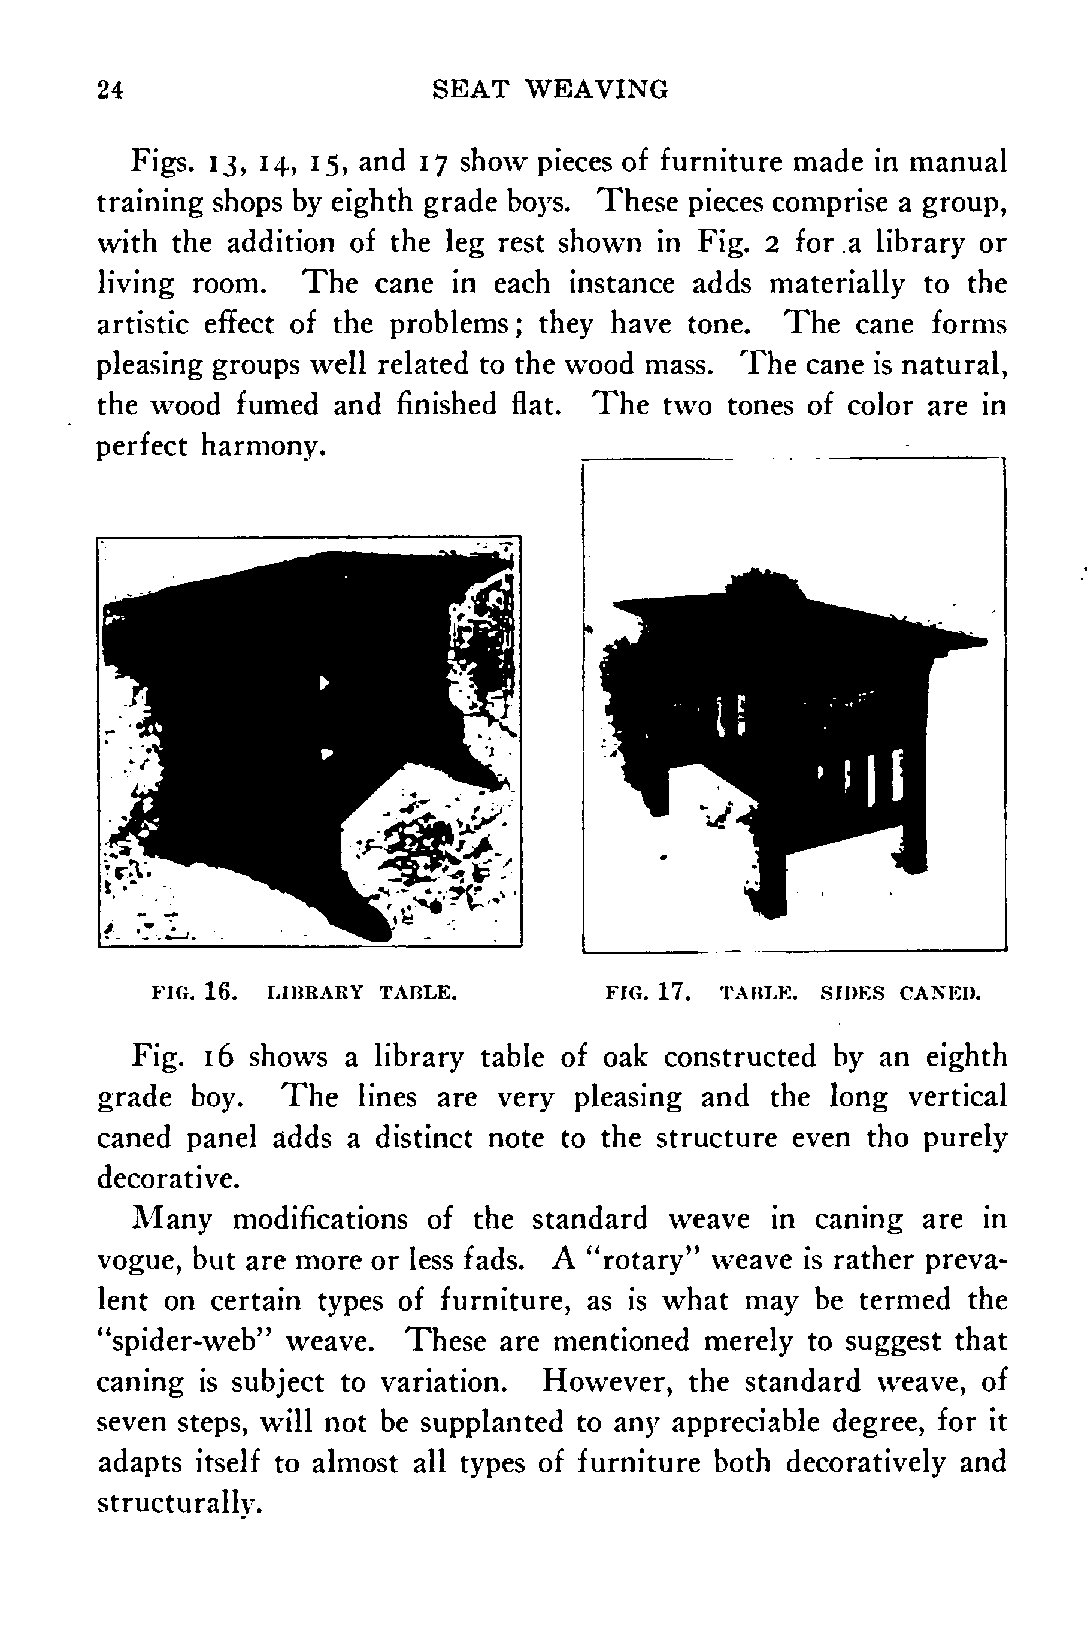 24 SEAT WEAVING
Figs. 13, 14, 15, and 17 show pieces of furniture made in manual
training shops by eighth grade boys. These pieces comprise a group,
with the addition of the leg rest shown in Fig. 2 for a library or
living room. The cane in each instance adds materially to the
artistic effect of the problems; they have tone. The cane forms
pleasing groups well related to the wood mass. The cane is natural,
the wood fumed and finished flat. The two tones of color are in
perfect harmony.
FIG. 16. LIBRARY TABLE.
FIG. 17. TABLE. SIDES CANED.
Fig. 16 shows a library table of oak constructed by an eighth
grade boy. The lines are very pleasing and the long vertical
caned panel adds a distinct note to the structure even tho purely
decorative.
Many modifications of the standard weave in caning are in
vogue, but are more or less fads. A "rotary" weave is rather preva-
lent on certain types of furniture, as is what may be termed the
"spider-web" weave. These are mentioned merely to suggest that
caning is subject to variation. However, the standard weave, of
seven steps, will not be supplanted to any appreciable degree, for it
adapts itself to almost all types of furniture both decoratively and
structurally.